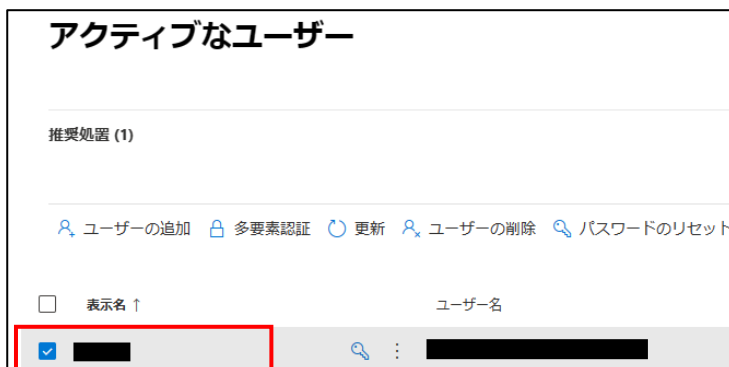 アクティブなユーザー
推奨処置 (1)
ユーザーの追加 多要素認証 更新 ユーザーの削除 パスワードのリセット
表示名 ↑ ユーザー名